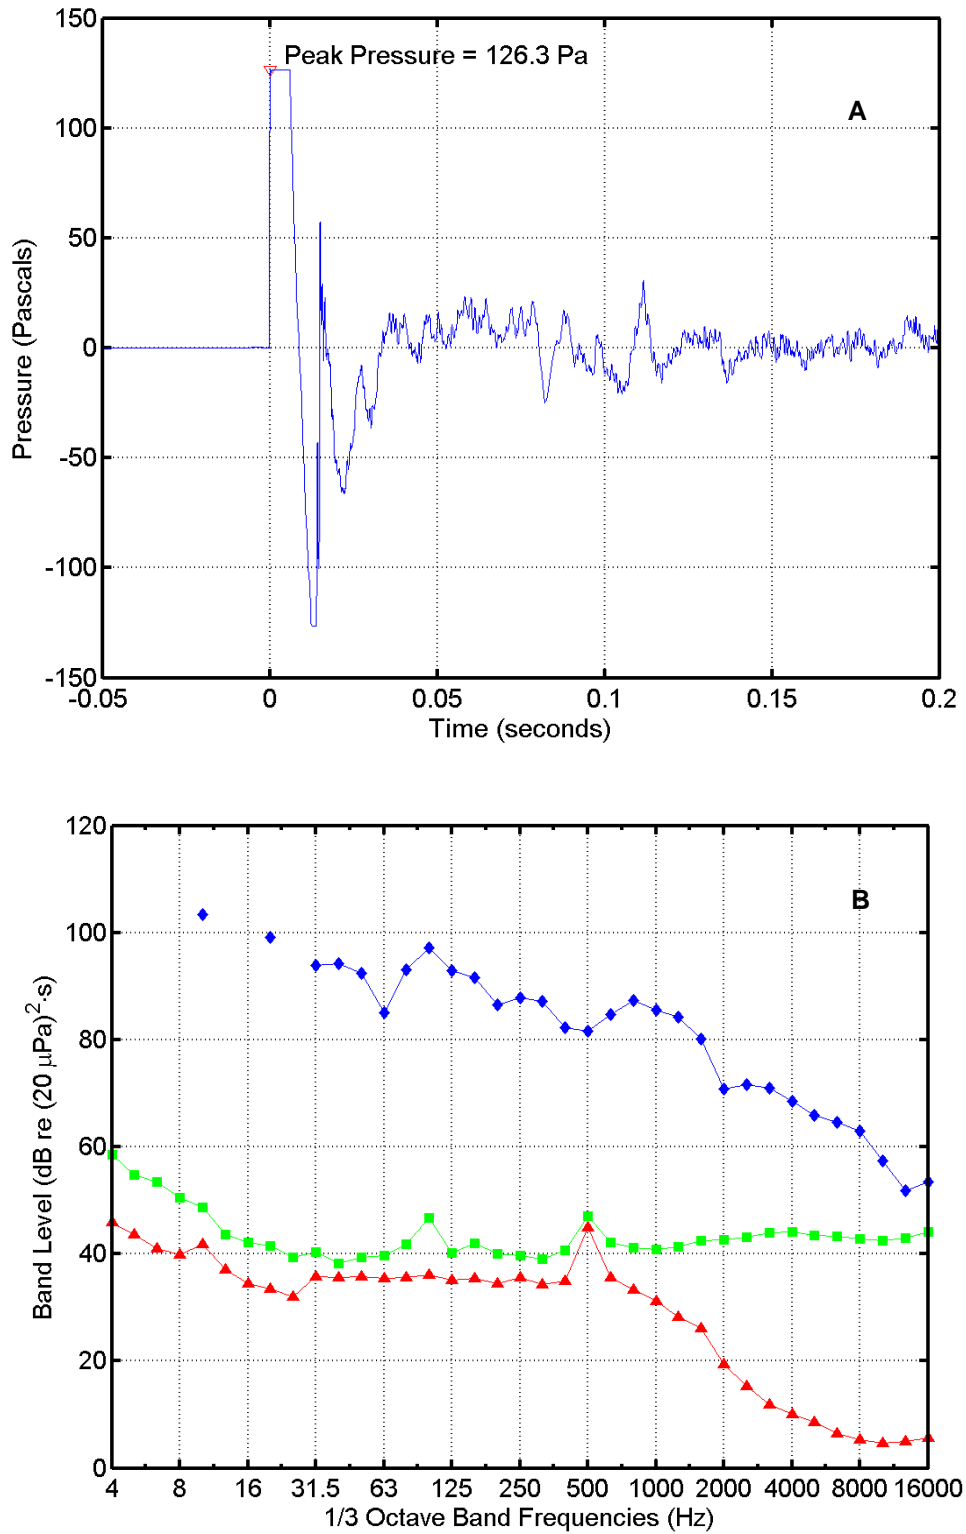 150
Peak Pressure = 126.3 Pa
A
100
50
0
-50
-100
-150
Pressure (Pascals)
-0.05 0 0.05 0.1 0.15 0.2
Time (seconds)
120
B
100
80
60
40
20
0
Band Level (dB re (20 μPa)²·s)
4 8 16 31.5 63 125 250 500 1000 2000 4000 8000 16000
1/3 Octave Band Frequencies (Hz)